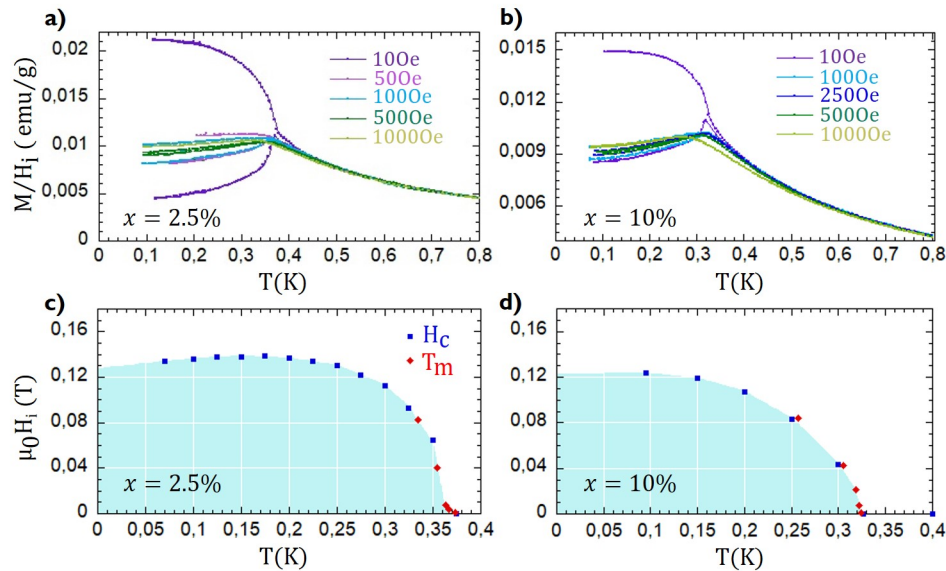 a)
M/Hᵢ ( emu/g)
0,02
0,015
0,01
0,005
0
10Oe
50Oe
100Oe
500Oe
1000Oe
x = 2.5%
0 0,1 0,2 0,3 0,4 0,5 0,6 0,7 0,8
T(K)
b)
0,015
0,012
0,009
0,006
10Oe
100Oe
250Oe
500Oe
1000Oe
x = 10%
0 0,1 0,2 0,3 0,4 0,5 0,6 0,7 0,8
T(K)
c)
μ₀Hᵢ (T)
0,16
0,12
0,08
0,04
0
H_c
T_m
x = 2.5%
0 0,05 0,1 0,15 0,2 0,25 0,3 0,35 0,4
T(K)
d)
0,16
0,12
0,08
0,04
0
x = 10%
0 0,05 0,1 0,15 0,2 0,25 0,3 0,35 0,4
T(K)